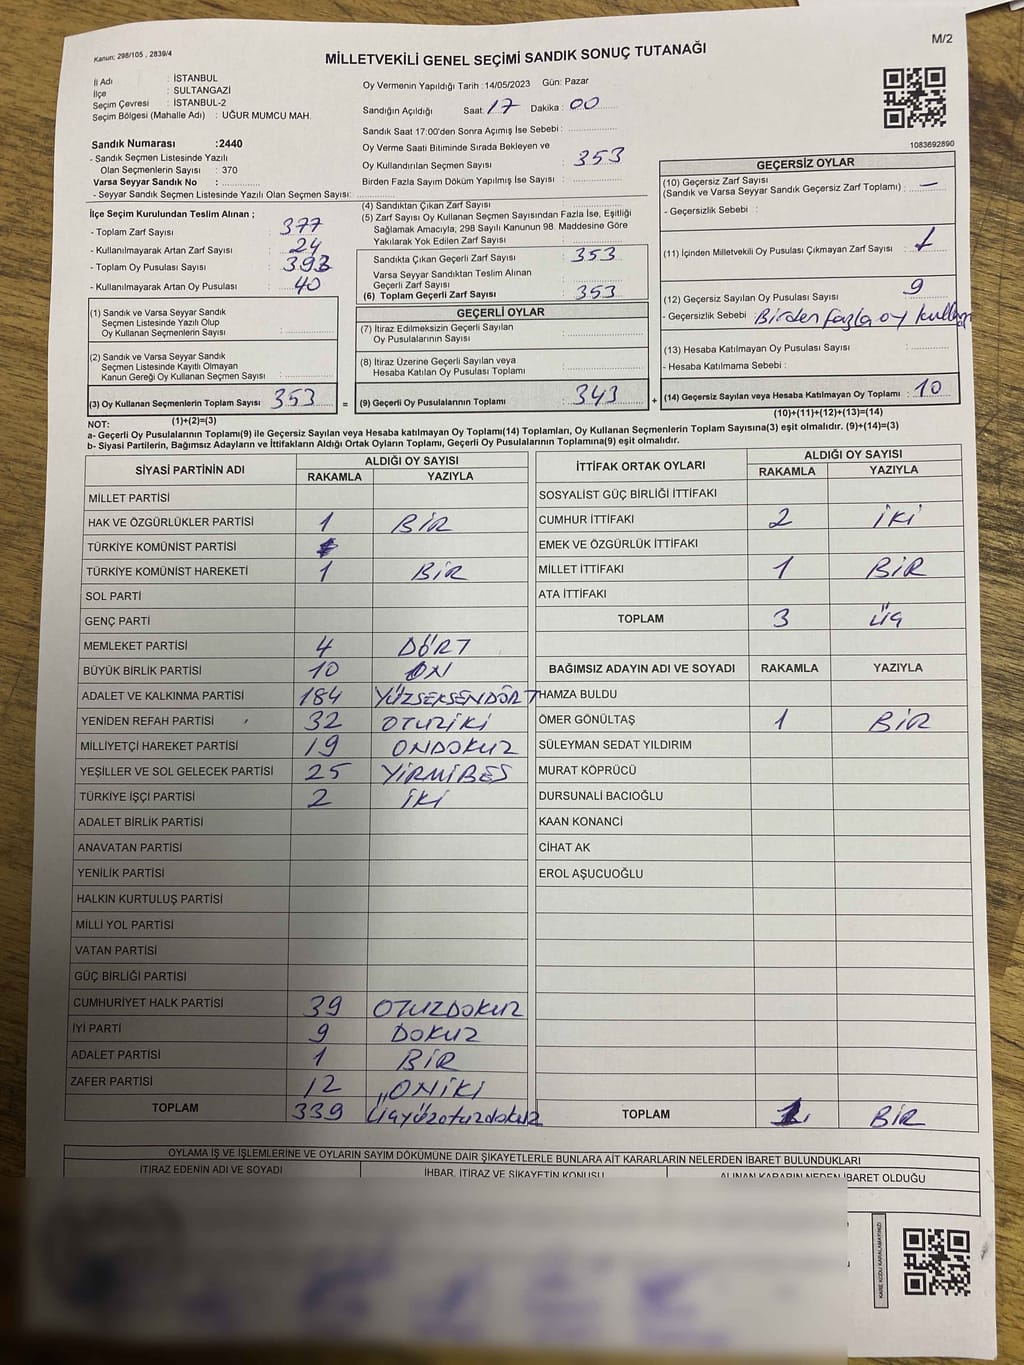 Kanun; 298/105 , 2839/4
MİLLETVEKİLİ GENEL SEÇİMİ SANDIK SONUÇ TUTANAĞI
M/2
İl Adı : İSTANBUL
İlçe : SULTANGAZİ
Seçim Çevresi : İSTANBUL-2
Seçim Bölgesi (Mahalle Adı) : UĞUR MUMCU MAH.
Sandık Numarası :2440
- Sandık Seçmen Listesinde Yazılı
Olan Seçmenlerin Sayısı : 370
Varsa Seyyar Sandık No :
- Seyyar Sandık Seçmen Listesinde Yazılı Olan Seçmen Sayısı:
Oy Vermenin Yapıldığı Tarih :14/05/2023 Gün: Pazar
Sandığın Açıldığı Saat: 17 Dakika : 00
Sandık Saat 17:00'den Sonra Açımış İse Sebebi :
Oy Verme Saati Bitiminde Sırada Bekleyen ve
Oy Kullandırılan Seçmen Sayısı : 353
Birden Fazla Sayım Döküm Yapılmış İse Sayısı :
1083692890
İlçe Seçim Kurulundan Teslim Alınan ;
- Toplam Zarf Sayısı : 377
- Kullanılmayarak Artan Zarf Sayısı : 24
- Toplam Oy Pusulası Sayısı : 393
- Kullanılmayarak Artan Oy Pusulası : 40
(4) Sandıktan Çıkan Zarf Sayısı :
(5) Zarf Sayısı Oy Kullanan Seçmen Sayısından Fazla İse, Eşitliği
Sağlamak Amacıyla; 298 Sayılı Kanunun 98. Maddesine Göre
Yakılarak Yok Edilen Zarf Sayısı :
Sandıkta Çıkan Geçerli Zarf Sayısı : 353
Varsa Seyyar Sandıktan Teslim Alınan
Geçerli Zarf Sayısı :
(6) Toplam Geçerli Zarf Sayısı : 353
GEÇERSİZ OYLAR
(10) Geçersiz Zarf Sayısı
(Sandık ve Varsa Seyyar Sandık Geçersiz Zarf Toplamı) : —
- Geçersizlik Sebebi :
(11) İçinden Milletvekili Oy Pusulası Çıkmayan Zarf Sayısı : 1
(12) Geçersiz Sayılan Oy Pusulası Sayısı : 9
- Geçersizlik Sebebi : Birden fazla oy
(13) Hesaba Katılmayan Oy Pusulası Sayısı :
- Hesaba Katılmama Sebebi :
(14) Geçersiz Sayılan veya Hesaba Katılmayan Oy Toplamı : 10
(10)+(11)+(12)+(13)=(14)
(1) Sandık ve Varsa Seyyar Sandık
Seçmen Listesinde Yazılı Olup
Oy Kullanan Seçmenlerin Sayısı :
(2) Sandık ve Varsa Seyyar Sandık
Seçmen Listesinde Kayıtlı Olmayan
Kanun Gereği Oy Kullanan Seçmen Sayısı :
(3) Oy Kullanan Seçmenlerin Toplam Sayısı : 353 =
(1)+(2)=(3)
GEÇERLİ OYLAR
(7) İtiraz Edilmeksizin Geçerli Sayılan
Oy Pusulalarının Sayısı :
(8) İtiraz Üzerine Geçerli Sayılan veya
Hesaba Katılan Oy Pusulası Toplamı :
(9) Geçerli Oy Pusulalarının Toplamı : 343 +
NOT:
a- Geçerli Oy Pusulalarının Toplamı(9) ile Geçersiz Sayılan veya Hesaba katılmayan Oy Toplamı(14) Toplamları, Oy Kullanan Seçmenlerin Toplam Sayısına(3) eşit olmalıdır. (9)+(14)=(3)
b- Siyasi Partilerin, Bağımsız Adayların ve İttifakların Aldığı Ortak Oyların Toplamı, Geçerli Oy Pusulalarının Toplamına(9) eşit olmalıdır.
SİYASİ PARTİNİN ADI ALDIĞI OY SAYISI
RAKAMLA YAZIYLA
MİLLET PARTİSİ
HAK VE ÖZGÜRLÜKLER PARTİSİ 1 BİR
TÜRKİYE KOMÜNİST PARTİSİ
TÜRKİYE KOMÜNİST HAREKETİ 1 BİR
SOL PARTİ
GENÇ PARTİ
MEMLEKET PARTİSİ 4 DÖRT
BÜYÜK BİRLİK PARTİSİ 10 ON
ADALET VE KALKINMA PARTİSİ 184 YÜZSEKSENDÖRT
YENİDEN REFAH PARTİSİ 32 OTUZİKİ
MİLLİYETÇİ HAREKET PARTİSİ 19 ONDOKUZ
YEŞİLLER VE SOL GELECEK PARTİSİ 25 YİRMİBEŞ
TÜRKİYE İŞÇİ PARTİSİ 2 İKİ
ADALET BİRLİK PARTİSİ
ANAVATAN PARTİSİ
YENİLİK PARTİSİ
HALKIN KURTULUŞ PARTİSİ
MİLLİ YOL PARTİSİ
VATAN PARTİSİ
GÜÇ BİRLİĞİ PARTİSİ
CUMHURİYET HALK PARTİSİ 39 OTUZDOKUZ
İYİ PARTİ 9 DOKUZ
ADALET PARTİSİ 1 BİR
ZAFER PARTİSİ 12 ONİKİ
TOPLAM 339 Üçyüzotuzdokuz
İTTİFAK ORTAK OYLARI ALDIĞI OY SAYISI
RAKAMLA YAZIYLA
SOSYALİST GÜÇ BİRLİĞİ İTTİFAKI
CUMHUR İTTİFAKI 2 İKİ
EMEK VE ÖZGÜRLÜK İTTİFAKI
MİLLET İTTİFAKI 1 BİR
ATA İTTİFAKI
TOPLAM 3 Üç
BAĞIMSIZ ADAYIN ADI VE SOYADI RAKAMLA YAZIYLA
HAMZA BULDU
ÖMER GÖNÜLTAŞ 1 BİR
SÜLEYMAN SEDAT YILDIRIM
MURAT KÖPRÜCÜ
DURSUNALİ BACIOĞLU
KAAN KONANCİ
CİHAT AK
EROL AŞUCUOĞLU
TOPLAM 1 BİR
OYLAMA İŞ VE İŞLEMLERİNE VE OYLARIN SAYIM DÖKÜMÜNE DAİR ŞİKAYETLERLE BUNLARA AİT KARARLARIN NELERDEN İBARET BULUNDUKLARI
İTİRAZ EDENİN ADI VE SOYADI İHBAR, İTİRAZ VE ŞİKAYETİN KONUSU ALINAN KARARIN NEDEN İBARET OLDUĞU
KARE KODU KARALAMAYINIZ!